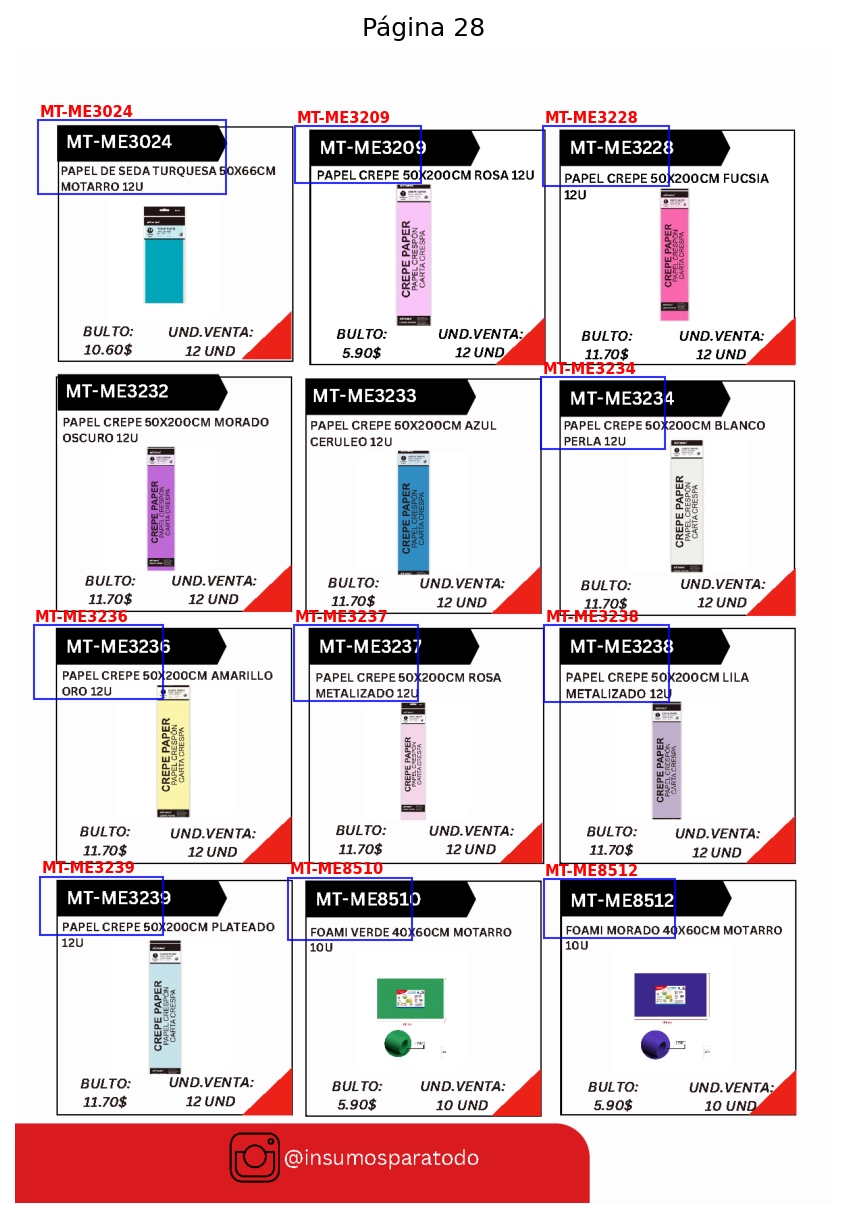 Página 28
MT-ME3024
MT-ME3024
PAPEL DE SEDA TURQUESA 50X66CM
MOTARRO 12U
BULTO:
10.60$
UND.VENTA:
12 UND
MT-ME3209
MT-ME3209
PAPEL CREPE 50X200CM ROSA 12U
CREPE PAPER
PAPEL CRESPÓN
CARTA CRESPA
BULTO:
5.90$
UND.VENTA:
12 UND
MT-ME3228
MT-ME3228
PAPEL CREPE 50X200CM FUCSIA
12U
CREPE PAPER
PAPEL CRESPÓN
CARTA CRESPA
BULTO:
11.70$
UND.VENTA:
12 UND
MT-ME3232
PAPEL CREPE 50X200CM MORADO
OSCURO 12U
CREPE PAPER
PAPEL CRESPÓN
CARTA CRESPA
BULTO:
11.70$
UND.VENTA:
12 UND
MT-ME3233
PAPEL CREPE 50X200CM AZUL
CERULEO 12U
CREPE PAPER
PAPEL CRESPÓN
CARTA CRESPA
BULTO:
11.70$
UND.VENTA:
12 UND
MT-ME3234
MT-ME3234
PAPEL CREPE 50X200CM BLANCO
PERLA 12U
CREPE PAPER
PAPEL CRESPÓN
CARTA CRESPA
BULTO:
11.70$
UND.VENTA:
12 UND
MT-ME3236
MT-ME3236
PAPEL CREPE 50X200CM AMARILLO
ORO 12U
CREPE PAPER
PAPEL CRESPÓN
CARTA CRESPA
BULTO:
11.70$
UND.VENTA:
12 UND
MT-ME3237
MT-ME3237
PAPEL CREPE 50X200CM ROSA
METALIZADO 12U
CREPE PAPER
PAPEL CRESPÓN
CARTA CRESPA
BULTO:
11.70$
UND.VENTA:
12 UND
MT-ME3238
MT-ME3238
PAPEL CREPE 50X200CM LILA
METALIZADO 12U
CREPE PAPER
PAPEL CRESPÓN
CARTA CRESPA
BULTO:
11.70$
UND.VENTA:
12 UND
MT-ME3239
MT-ME3239
PAPEL CREPE 50X200CM PLATEADO
12U
CREPE PAPER
PAPEL CRESPÓN
CARTA CRESPA
BULTO:
11.70$
UND.VENTA:
12 UND
MT-ME8510
MT-ME8510
FOAMI VERDE 40X60CM MOTARRO
10U
BULTO:
5.90$
UND.VENTA:
10 UND
MT-ME8512
MT-ME8512
FOAMI MORADO 40X60CM MOTARRO
10U
BULTO:
5.90$
UND.VENTA:
10 UND
@insumosparatodo